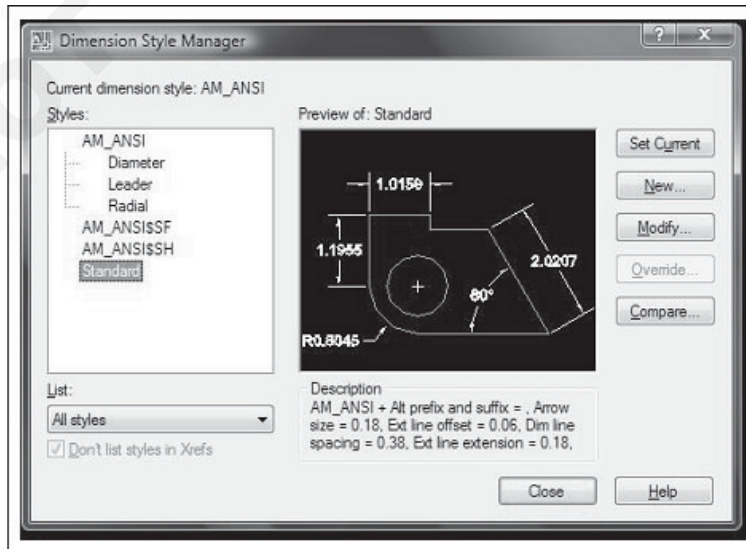 Dimension Style Manager
Current dimension style: AM_ANSI
Styles:
AM_ANSI
Diameter
Leader
Radial
AM_ANSI$SF
AM_ANSI$SH
Standard
List:
All styles
Don't list styles in Xrefs
Preview of: Standard
1.0159
1.1955
2.0207
60°
R0.8045
Description
AM_ANSI + Alt prefix and suffix = , Arrow
size = 0.18, Ext line offset = 0.06, Dim line
spacing = 0.38, Ext line extension = 0.18,
Set Current
New...
Modify...
Override...
Compare...
Close
Help